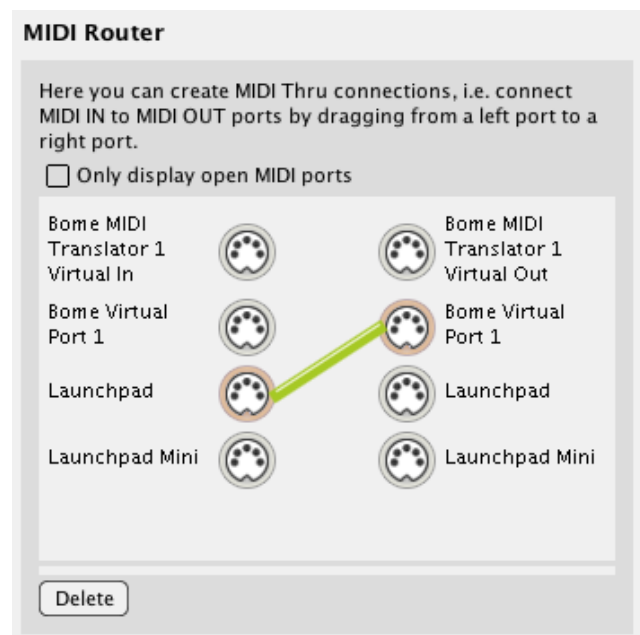 MIDI Router
Here you can create MIDI Thru connections, i.e. connect
MIDI IN to MIDI OUT ports by dragging from a left port to a
right port.
Only display open MIDI ports
Bome MIDI
Translator 1
Virtual In
Bome MIDI
Translator 1
Virtual Out
Bome Virtual
Port 1
Bome Virtual
Port 1
Launchpad
Launchpad
Launchpad Mini
Launchpad Mini
Delete